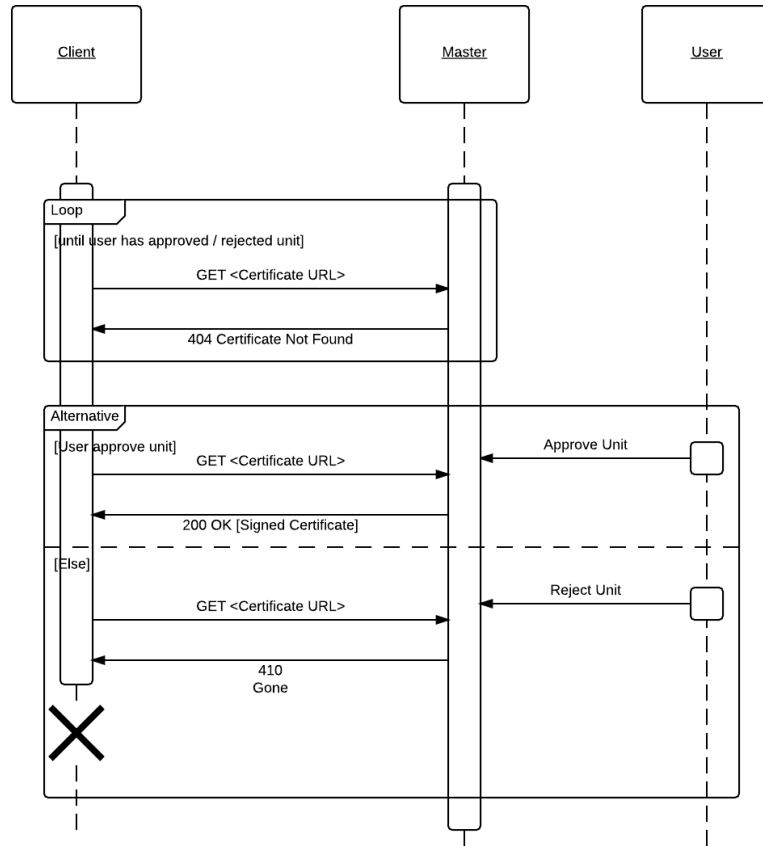 Client
Master
User
Loop
[until user has approved / rejected unit]
GET <Certificate URL>
404 Certificate Not Found
Alternative
[User approve unit]
Approve Unit
GET <Certificate URL>
200 OK [Signed Certificate]
[Else]
Reject Unit
GET <Certificate URL>
410
Gone